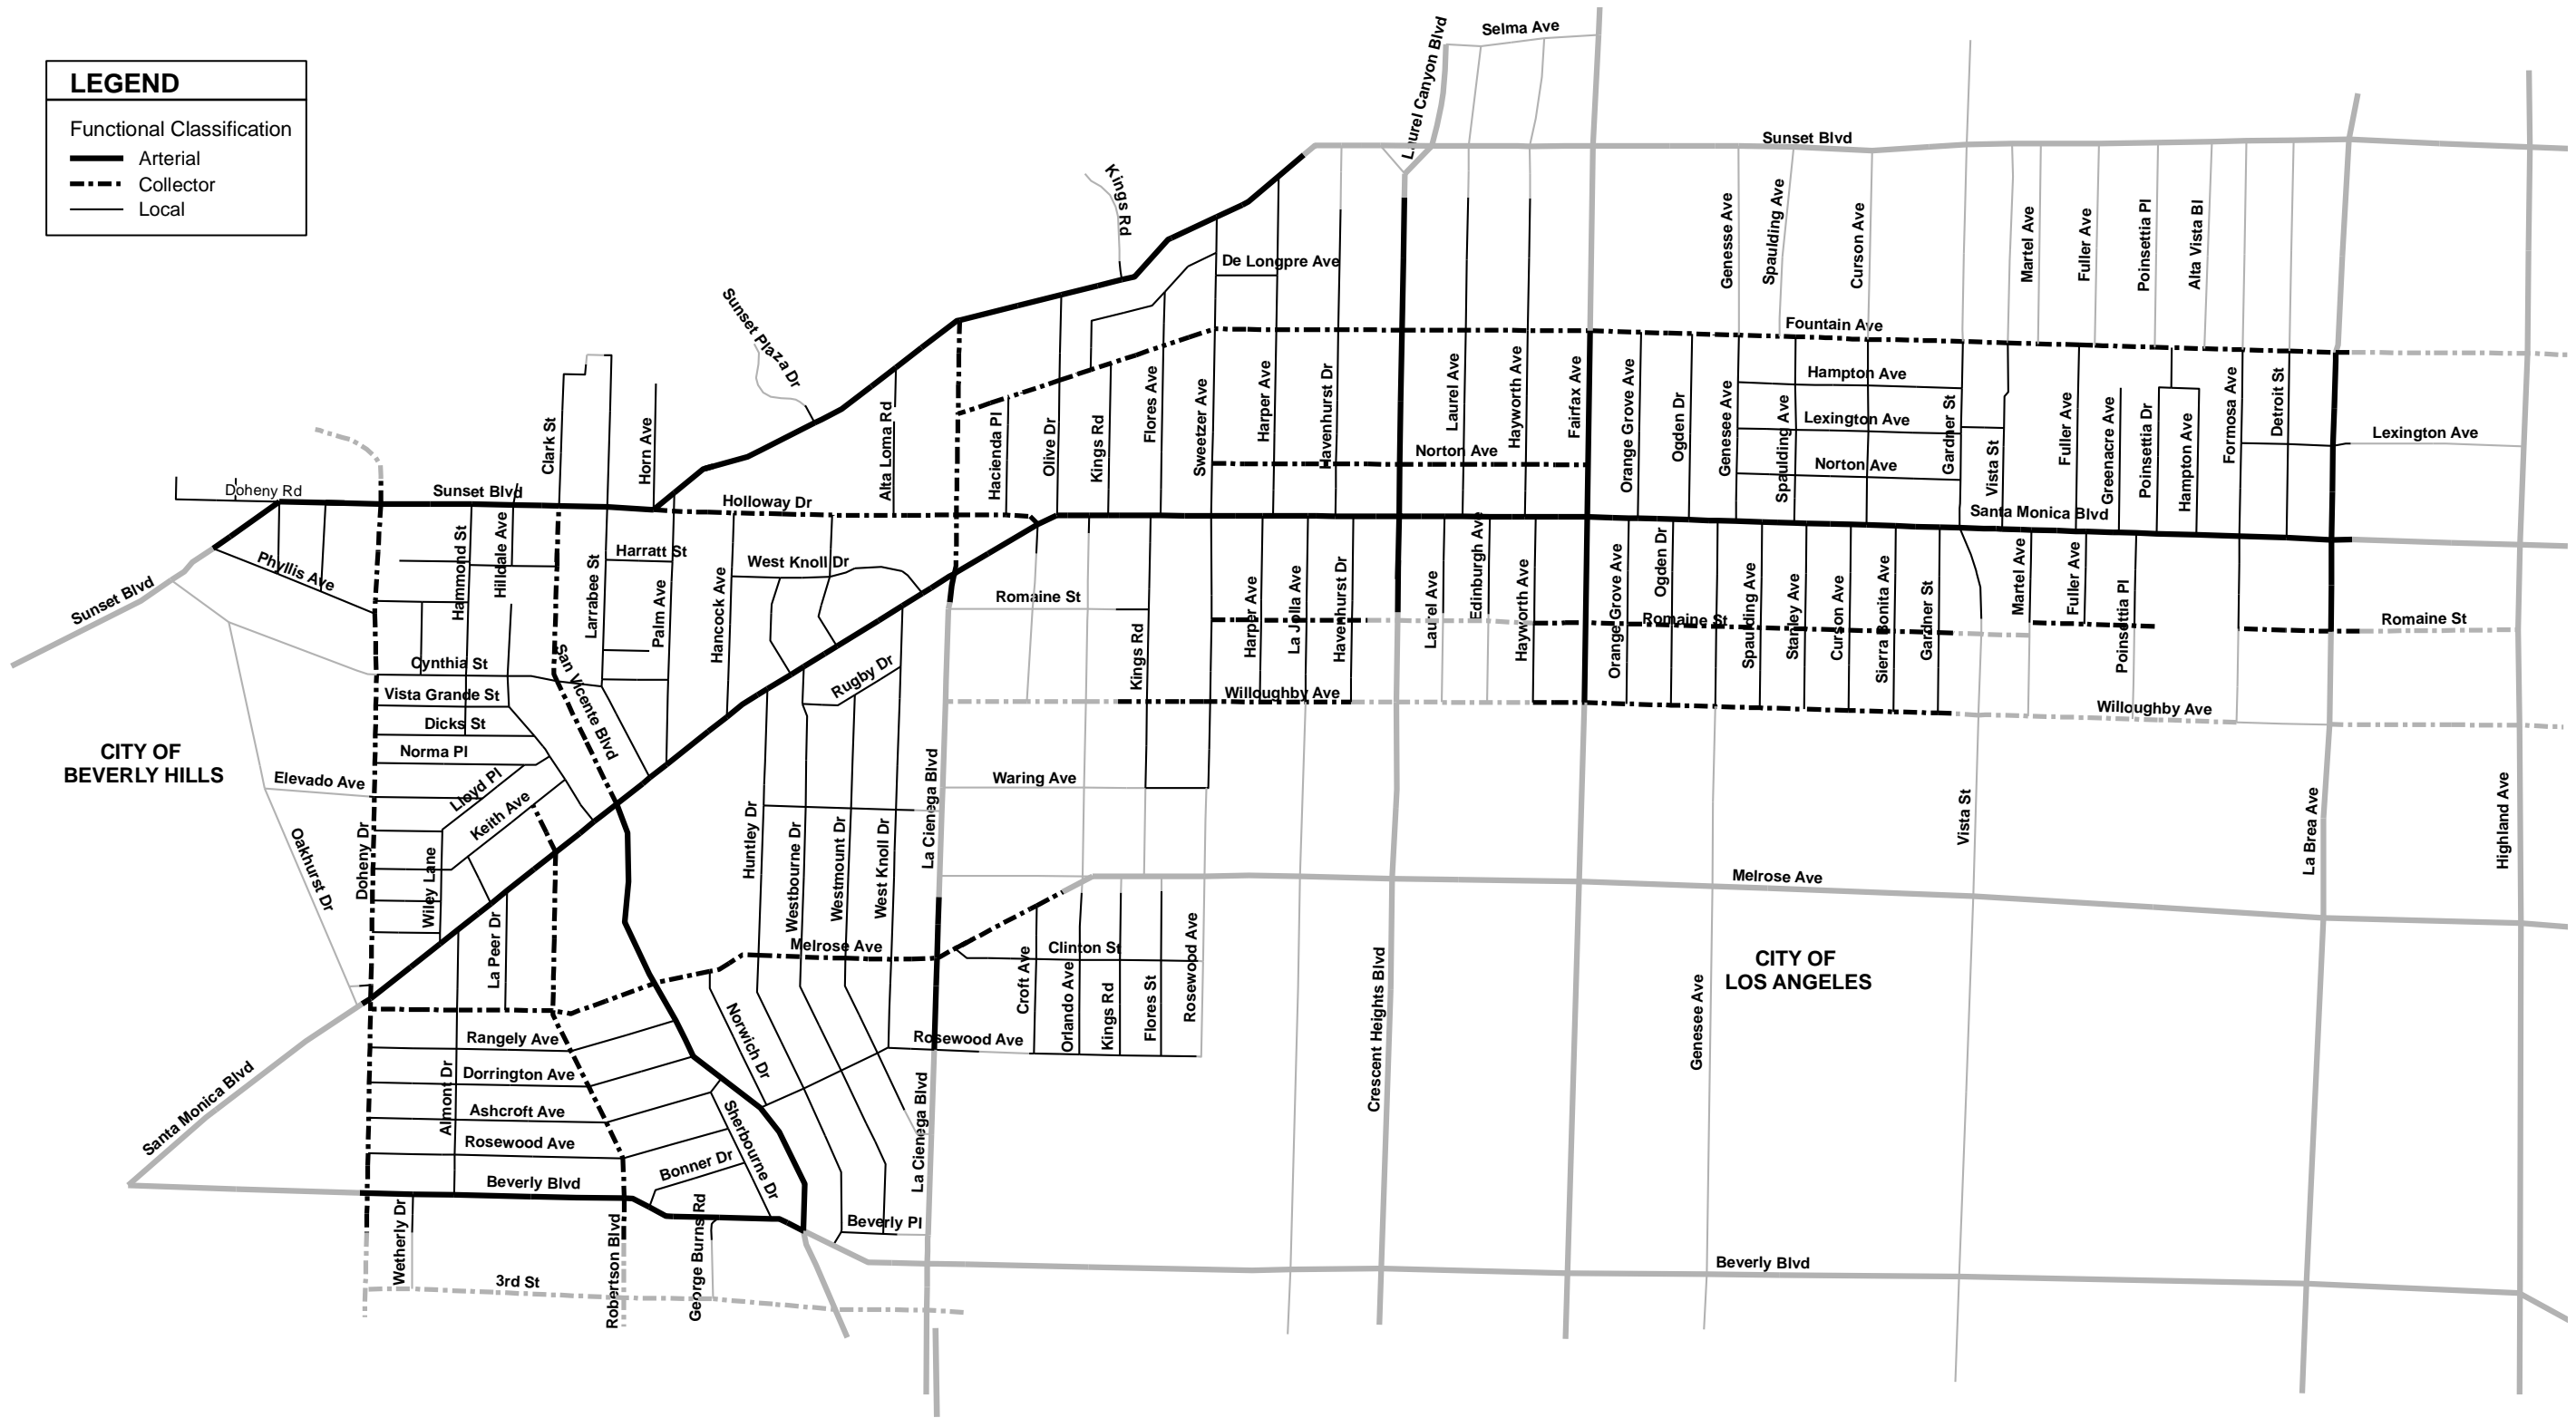 LEGEND
Functional Classification
Arterial
Collector
Local
Selma Ave
Laurel Canyon Blvd
Sunset Blvd
Kings Rd
Genesse Ave
Spaulding Ave
Curson Ave
Martel Ave
Fuller Ave
Poinsettia Pl
Alta Vista Bl
De Longpre Ave
Sunset Plaza Dr
Fountain Ave
Clark St
Horn Ave
Alta Loma Rd
Hacienda Pl
Olive Dr
Kings Rd
Flores Ave
Sweetzer Ave
Harper Ave
Havenhurst Dr
Laurel Ave
Hayworth Ave
Fairfax Ave
Orange Grove Ave
Ogden Dr
Genesee Ave
Spaulding Ave
Hampton Ave
Lexington Ave
Norton Ave
Norton Ave
Gardner St
Vista St
Fuller Ave
Greenacre Ave
Poinsettia Dr
Hampton Ave
Formosa Ave
Detroit St
Lexington Ave
Doheny Rd
Sunset Blvd
Holloway Dr
Santa Monica Blvd
Sunset Blvd
Phyllis Ave
Hammond St
Hilldale Ave
Larrabee St
Harratt St
Palm Ave
Hancock Ave
West Knoll Dr
Romaine St
Kings Rd
Harper Ave
La Jolla Ave
Havenhurst Dr
Laurel Ave
Edinburgh Ave
Hayworth Ave
Orange Grove Ave
Ogden Dr
Romaine St
Spaulding Ave
Stanley Ave
Curson Ave
Sierra Bonita Ave
Gardner St
Martel Ave
Fuller Ave
Poinsettia Pl
Romaine St
Cynthia St
Vista Grande St
Dicks St
Norma Pl
San Vicente Blvd
Rugby Dr
Willoughby Ave
Willoughby Ave
CITY OF
BEVERLY HILLS
Elevado Ave
Lloyd Pl
Keith Ave
Oakhurst Dr
Doheny Dr
Wiley Lane
La Peer Dr
Huntley Dr
Westbourne Dr
Westmount Dr
West Knoll Dr
La Cienega Blvd
Waring Ave
Vista St
La Brea Ave
Highland Ave
Melrose Ave
Melrose Ave
Clinton St
Croft Ave
Orlando Ave
Kings Rd
Flores St
Rosewood Ave
Crescent Heights Blvd
CITY OF
LOS ANGELES
Genesee Ave
Rangely Ave
Dorrington Ave
Ashcroft Ave
Rosewood Ave
Almont Dr
Norwich Dr
Rosewood Ave
Sherbourne Dr
Bonner Dr
La Cienega Blvd
Santa Monica Blvd
Beverly Blvd
Wetherly Dr
Robertson Blvd
George Burns Rd
Beverly Pl
3rd St
Beverly Blvd